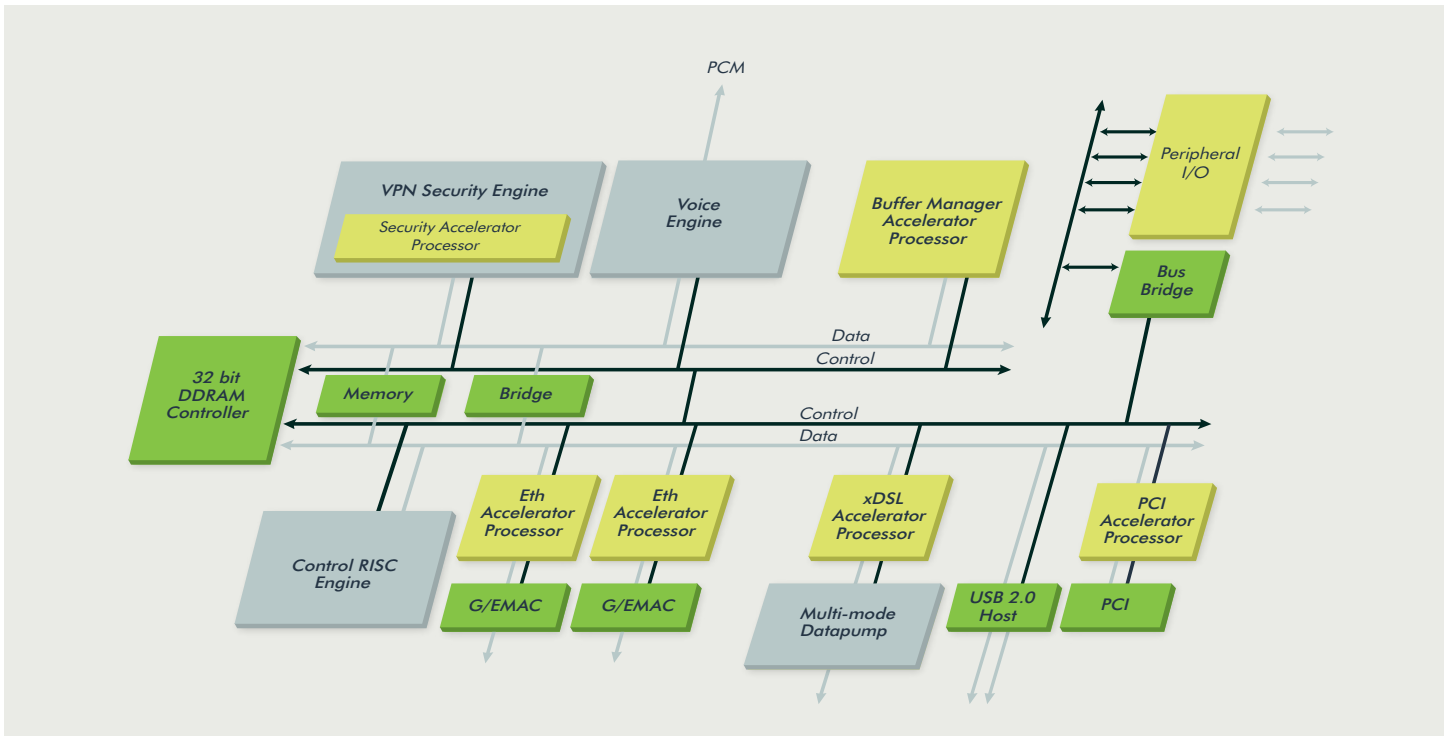 PCM
VPN Security Engine
Security Accelerator
Processor
Voice
Engine
Buffer Manager
Accelerator
Processor
Peripheral
I/O
Bus
Bridge
Data
Control
32 bit
DDRAM
Controller
Memory
Bridge
Control
Data
Control RISC
Engine
Eth
Accelerator
Processor
Eth
Accelerator
Processor
xDSL
Accelerator
Processor
PCI
Accelerator
Processor
G/EMAC
G/EMAC
Multi-mode
Datapump
USB 2.0
Host
PCI